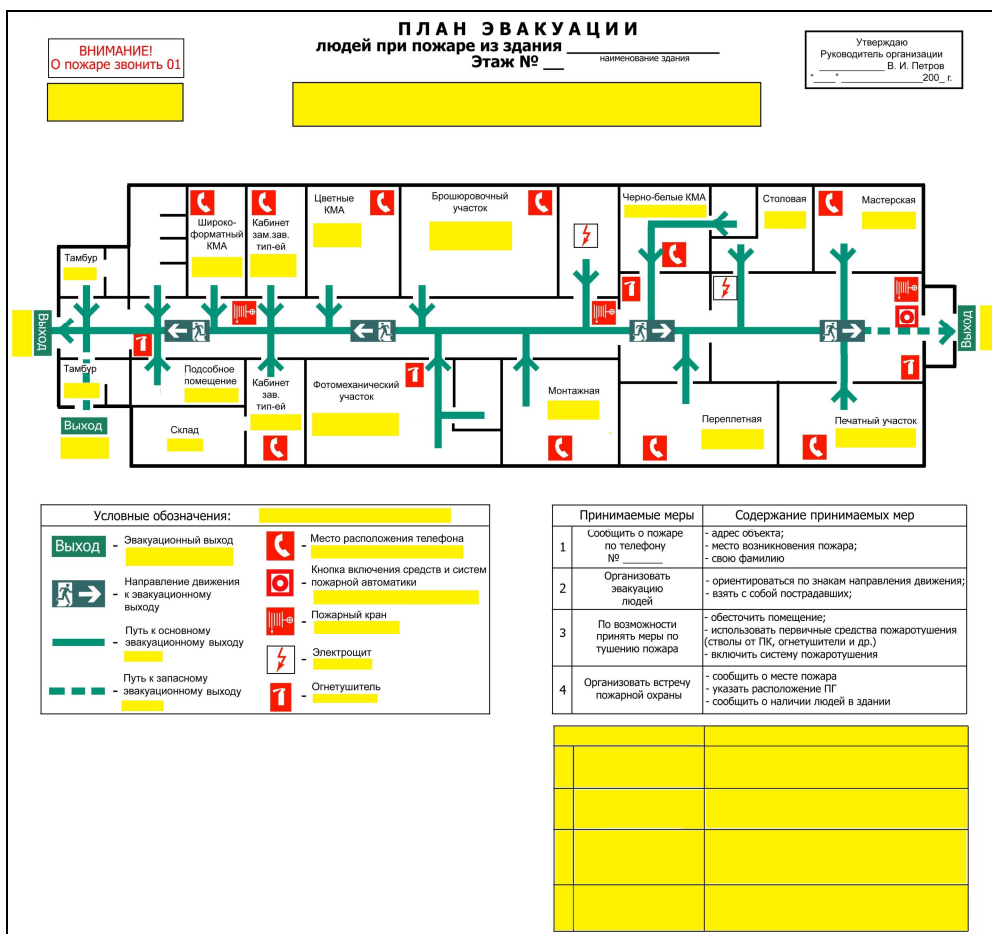 ПЛАН ЭВАКУАЦИИ
людей при пожаре из здания _______________
наименование здания
Этаж № __
ВНИМАНИЕ!
О пожаре звонить 01
Утверждаю
Руководитель организации
____________ В. И. Петров
"____" _______________200_ г.
Тамбур
Широко-
форматный
КМА
Кабинет
зам.зав.
тип-ей
Цветные
КМА
Брошюровочный
участок
Черно-белые КМА
Столовая
Мастерская
Выход
Выход
Тамбур
Выход
Подсобное
помещение
Склад
Кабинет
зав.
тип-ей
Фотомеханический
участок
Монтажная
Переплетная
Печатный участок
Условные обозначения:
Выход - Эвакуационный выход
- Направление движения
к эвакуационному
выходу
- Путь к основному
эвакуационному выходу
- Путь к запасному
эвакуационному выходу
- Место расположения телефона
- Кнопка включения средств и систем
пожарной автоматики
- Пожарный кран
- Электрощит
- Огнетушитель
Принимаемые меры Содержание принимаемых мер
1 Сообщить о пожаре
по телефону
№ _______
- адрес объекта;
- место возникновения пожара;
- свою фамилию
2 Организовать
эвакуацию
людей
- ориентироваться по знакам направления движения;
- взять с собой пострадавших;
3 По возможности
принять меры по
тушению пожара
- обесточить помещение;
- использовать первичные средства пожаротушения
(стволы от ПК, огнетушители и др.)
- включить систему пожаротушения
4 Организовать встречу
пожарной охраны
- сообщить о месте пожара
- указать расположение ПГ
- сообщить о наличии людей в здании